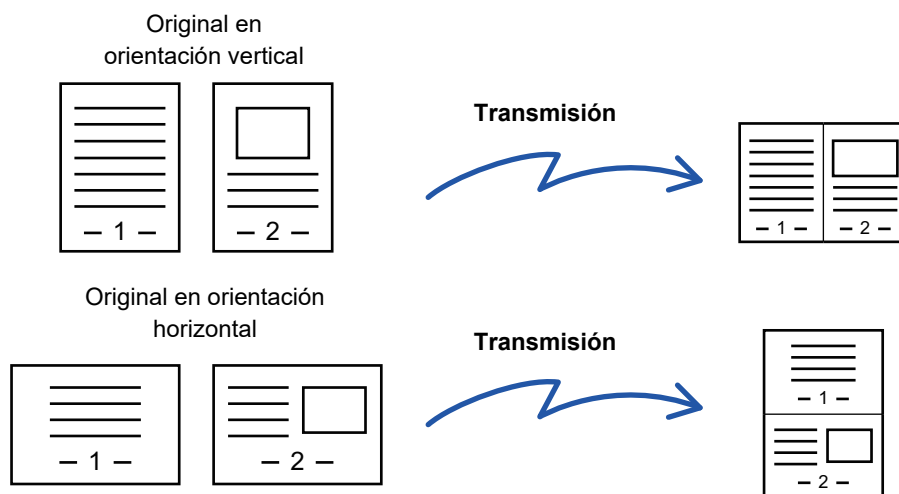 Original en
orientación vertical
Transmisión
– 1 –
– 2 –
– 1 –
– 2 –
Original en orientación
horizontal
Transmisión
– 1 –
– 2 –
– 1 –
– 2 –